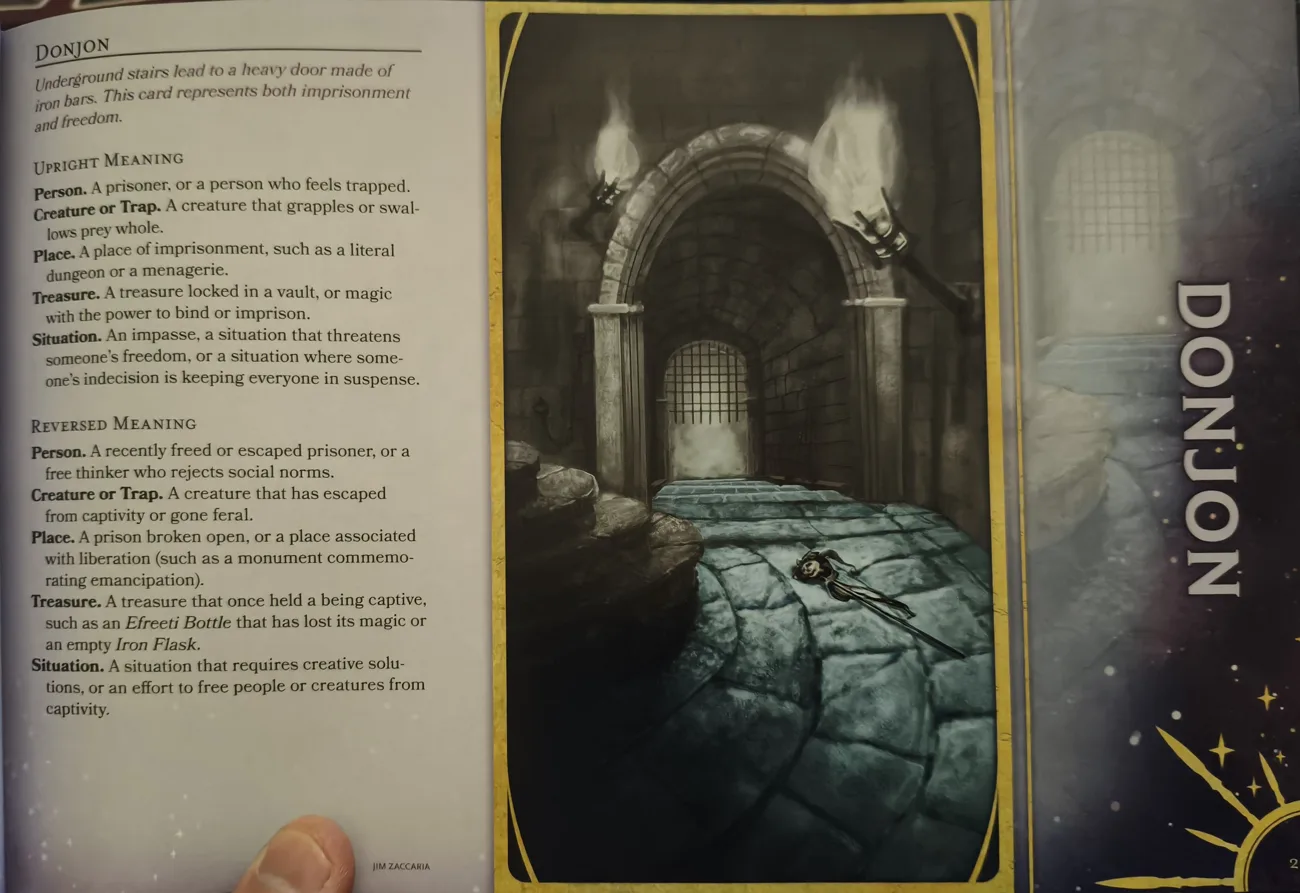 DONJON
Underground stairs lead to a heavy door made of
iron bars. This card represents both imprisonment
and freedom.
UPRIGHT MEANING
Person. A prisoner, or a person who feels trapped.
Creature or Trap. A creature that grapples or swal-
lows prey whole.
Place. A place of imprisonment, such as a literal
dungeon or a menagerie.
Treasure. A treasure locked in a vault, or magic
with the power to bind or imprison.
Situation. An impasse, a situation that threatens
someone's freedom, or a situation where some-
one's indecision is keeping everyone in suspense.
REVERSED MEANING
Person. A recently freed or escaped prisoner, or a
free thinker who rejects social norms.
Creature or Trap. A creature that has escaped
from captivity or gone feral.
Place. A prison broken open, or a place associated
with liberation (such as a monument commemo-
rating emancipation).
Treasure. A treasure that once held a being captive,
such as an Efreeti Bottle that has lost its magic or
an empty Iron Flask.
Situation. A situation that requires creative solu-
tions, or an effort to free people or creatures from
captivity.
JIM ZACCARIA
DONJON